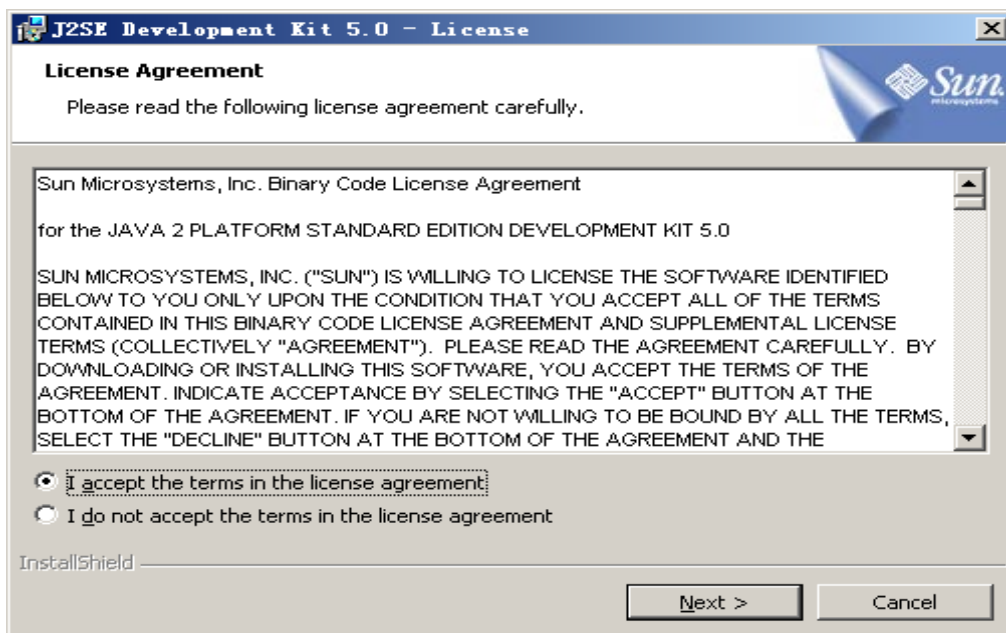 J2SE Development Kit 5.0 - License
License Agreement
Please read the following license agreement carefully.
Sun
microsystems
Sun Microsystems, Inc. Binary Code License Agreement
for the JAVA 2 PLATFORM STANDARD EDITION DEVELOPMENT KIT 5.0
SUN MICROSYSTEMS, INC. ("SUN") IS WILLING TO LICENSE THE SOFTWARE IDENTIFIED
BELOW TO YOU ONLY UPON THE CONDITION THAT YOU ACCEPT ALL OF THE TERMS
CONTAINED IN THIS BINARY CODE LICENSE AGREEMENT AND SUPPLEMENTAL LICENSE
TERMS (COLLECTIVELY "AGREEMENT").  PLEASE READ THE AGREEMENT CAREFULLY.  BY
DOWNLOADING OR INSTALLING THIS SOFTWARE, YOU ACCEPT THE TERMS OF THE
AGREEMENT. INDICATE ACCEPTANCE BY SELECTING THE "ACCEPT" BUTTON AT THE
BOTTOM OF THE AGREEMENT. IF YOU ARE NOT WILLING TO BE BOUND BY ALL THE TERMS,
SELECT THE "DECLINE" BUTTON AT THE BOTTOM OF THE AGREEMENT AND THE
I accept the terms in the license agreement
I do not accept the terms in the license agreement
InstallShield
Next >
Cancel